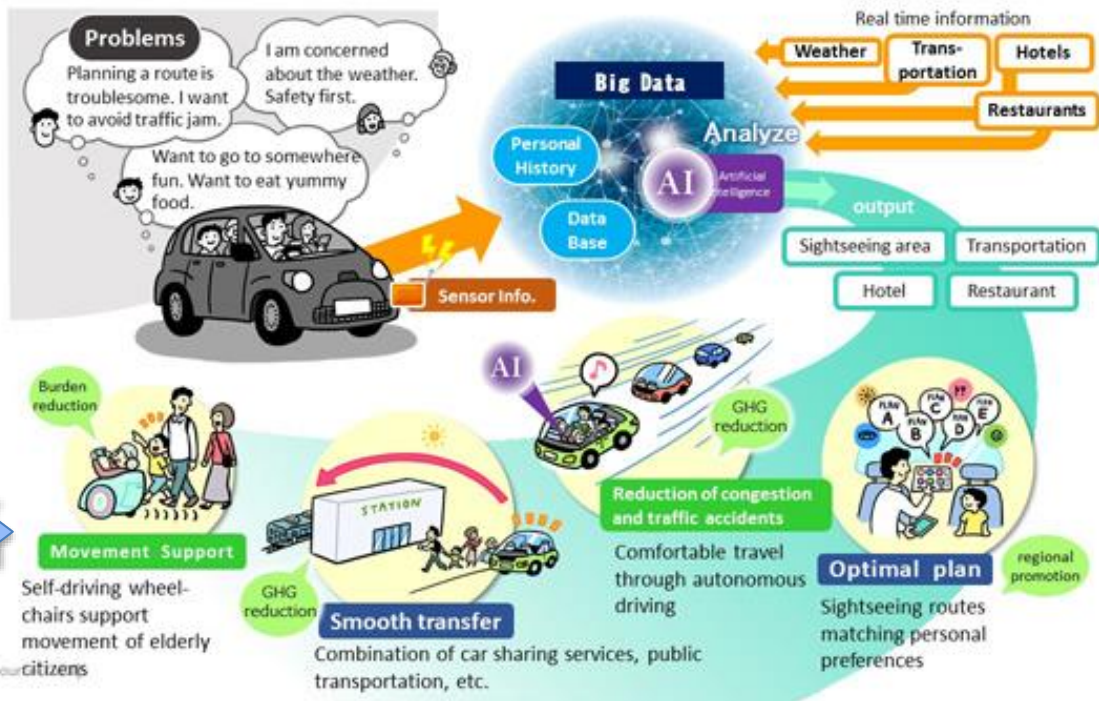 Problems
Planning a route is
troublesome. I want
to avoid traffic jam.
I am concerned
about the weather.
Safety first.
Want to go to somewhere
fun. Want to eat yummy
food.
Sensor Info.
Big Data
Personal
History
Data
Base
Analyze
AI
Artificial
Real time information
Weather
Trans-
portation
Hotels
Restaurants
output
Sightseeing area
Transportation
Hotel
Restaurant
Burden
reduction
Movement Support
Self-driving wheel-
chairs support
movement of elderly
citizens
STATION
GHG
reduction
Smooth transfer
Combination of car sharing services, public
transportation, etc.
AI
GHG
reduction
Reduction of congestion
and traffic accidents
Comfortable travel
through autonomous
driving
PLAN
A
PLAN
B
PLAN
C
PLAN
D
PLAN
E
Optimal plan
regional
promotion
Sightseeing routes
matching personal
preferences